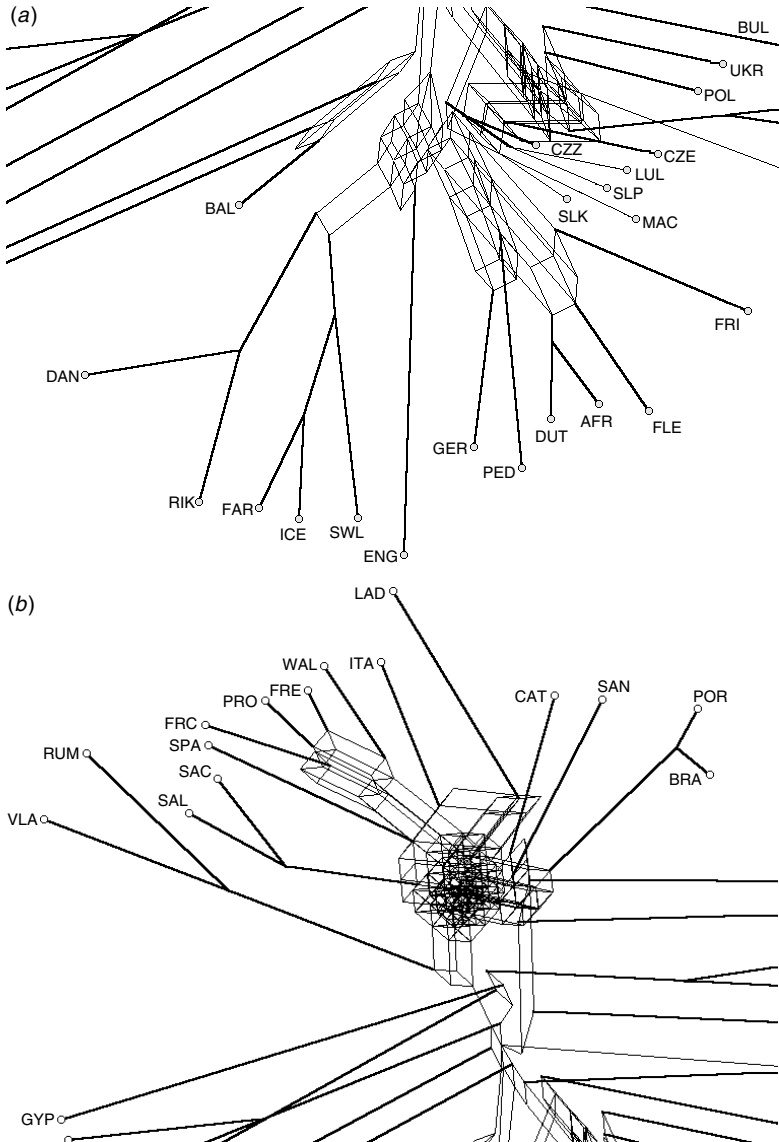 (a)
BUL
UKR
POL
CZZ
CZE
LUL
SLP
SLK
MAC
BAL
FRI
DAN
AFR
FLE
DUT
GER
PED
RIK
FAR
ICE
SWL
ENG
(b)
LAD
WAL
ITA
FRE
PRO
CAT
SAN
POR
FRC
SPA
RUM
SAC
BRA
SAL
VLA
GYP